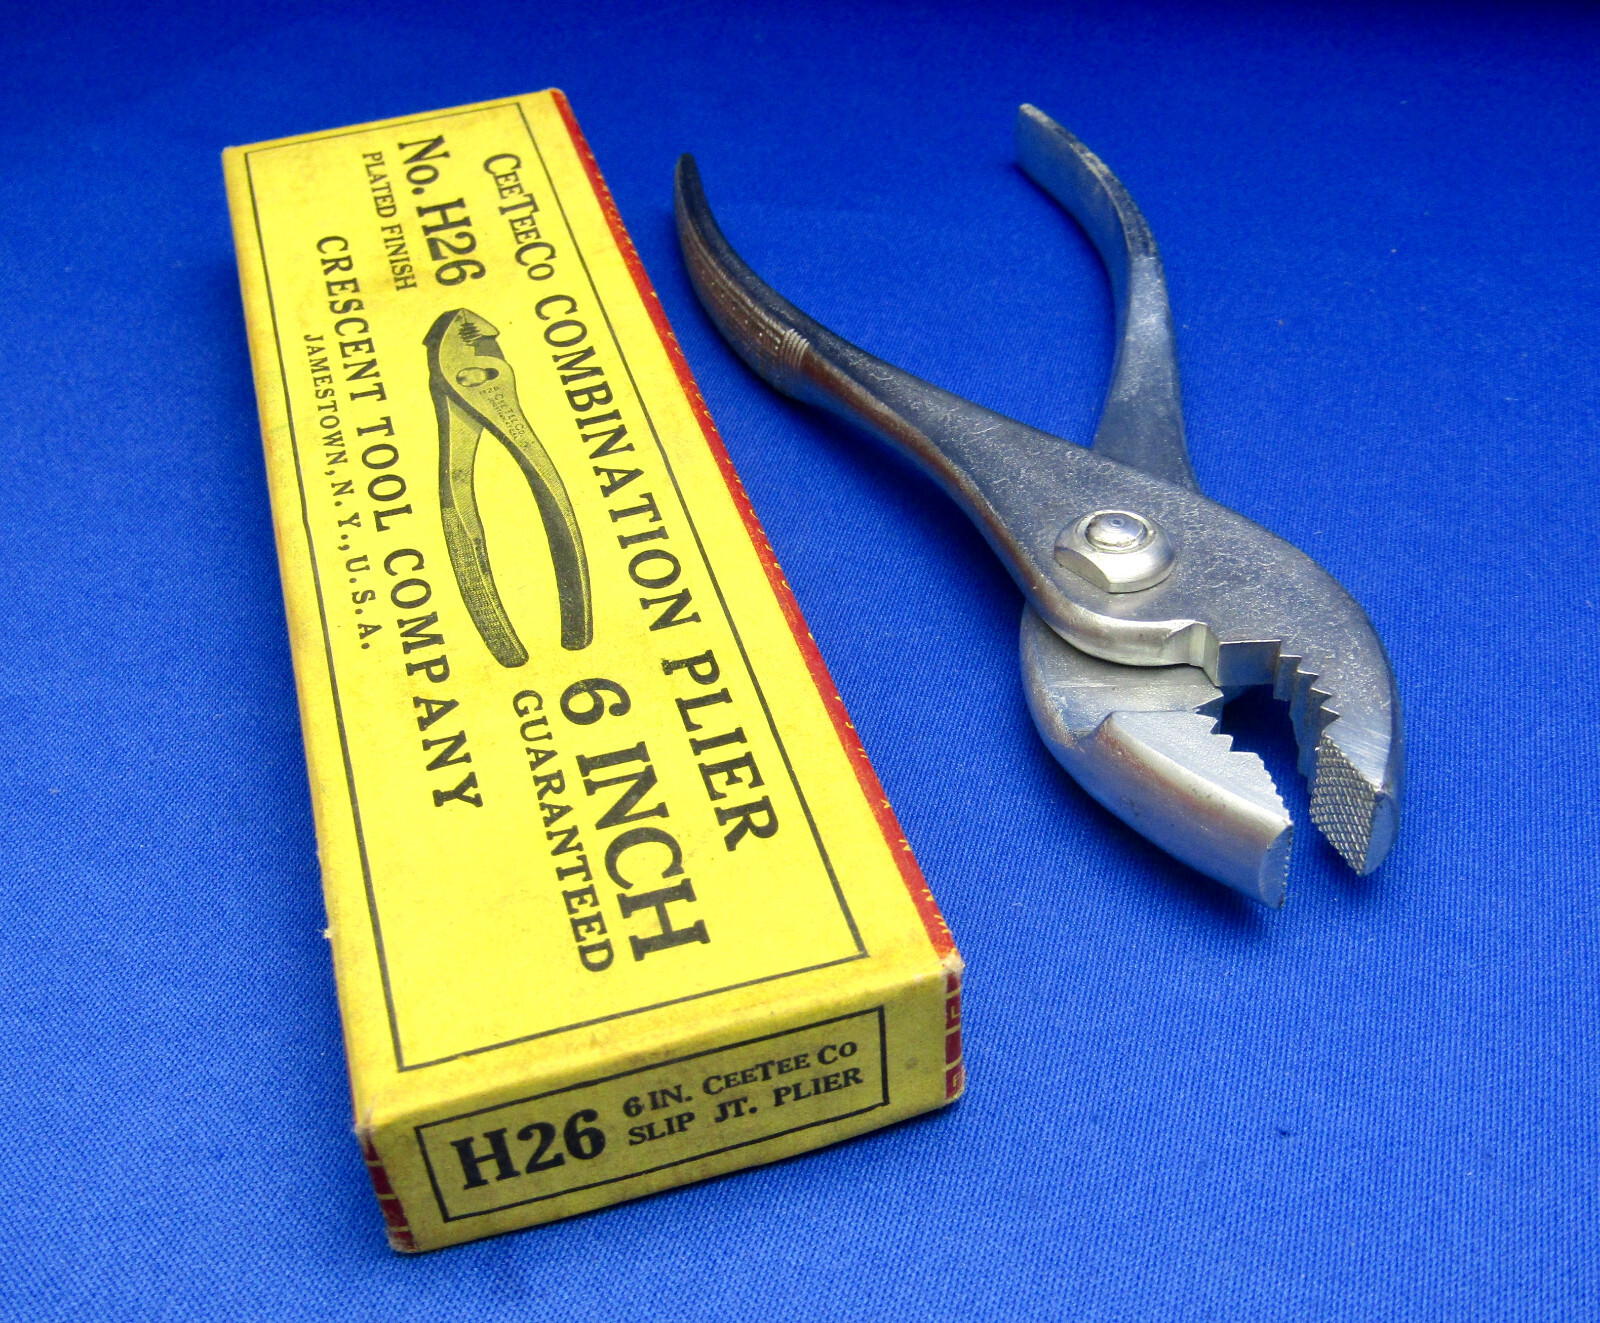 CEETEECO COMBINATION PLIER
No. H26
PLATED FINISH
6 INCH
GUARANTEED
CRESCENT TOOL COMPANY
JAMESTOWN, N. Y., U. S. A.
H26
6 IN. CEETEE CO
SLIP JT. PLIER